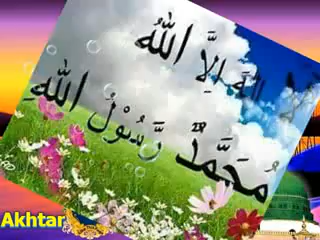 لَا اِلٰهَ اِلَّا اللّٰهُ
مُحَمَّدٌ رَّسُوْلُ اللّٰهِ
Akhtar